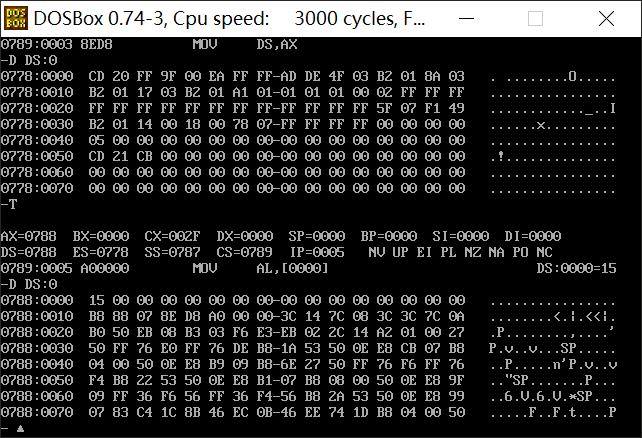 DOSBox 0.74-3, Cpu speed: 3000 cycles, F...
0789:0003 8ED8 MOV DS,AX
-D DS:0
0778:0000 CD 20 FF 9F 00 EA FF FF-AD DE 4F 03 B2 01 8A 03 . ........O.....
0778:0010 B2 01 17 03 B2 01 A1 01-01 01 01 00 02 FF FF FF ................
0778:0020 FF FF FF FF FF FF FF FF-FF FF FF FF 5F 07 F1 49 ............_..I
0778:0030 B2 01 14 00 18 00 78 07-FF FF FF FF 00 00 00 00 ......x.........
0778:0040 05 00 00 00 00 00 00 00-00 00 00 00 00 00 00 00 ................
0778:0050 CD 21 CB 00 00 00 00 00-00 00 00 00 00 00 00 00 .!..............
0778:0060 00 00 00 00 00 00 00 00-00 00 00 00 00 00 00 00 ................
0778:0070 00 00 00 00 00 00 00 00-00 00 00 00 00 00 00 00 ................
-T
AX=0788 BX=0000 CX=002F DX=0000 SP=0000 BP=0000 SI=0000 DI=0000
DS=0788 ES=0778 SS=0787 CS=0789 IP=0005 NV UP EI PL NZ NA PO NC
0789:0005 A00000 MOV AL,[0000] DS:0000=15
-D DS:0
0788:0000 15 00 00 00 00 00 00 00-00 00 00 00 00 00 00 00 ................
0788:0010 B8 88 07 8E D8 A0 00 00-3C 14 7C 08 3C 3C 7C 0A ........<.|.<<|.
0788:0020 B0 50 EB 08 B3 03 F6 E3-EB 02 2C 14 A2 01 00 27 .P........,....'
0788:0030 50 FF 76 E0 FF 76 DE B8-1A 53 50 0E E8 CB 07 B8 P.v..v...SP.....
0788:0040 04 00 50 0E E8 B9 09 B8-6E 27 50 FF 76 F6 FF 76 ..P.....n'P.v..v
0788:0050 F4 B8 22 53 50 0E E8 B1-07 B8 08 00 50 0E E8 9F .."SP.......P...
0788:0060 09 FF 36 F6 56 FF 36 F4-56 B8 2A 53 50 0E E8 99 ..6.V.6.V.*SP...
0788:0070 07 83 C4 1C 8B 46 EC 0B-46 EE 74 1D B8 04 00 50 .....F..F.t....P
-